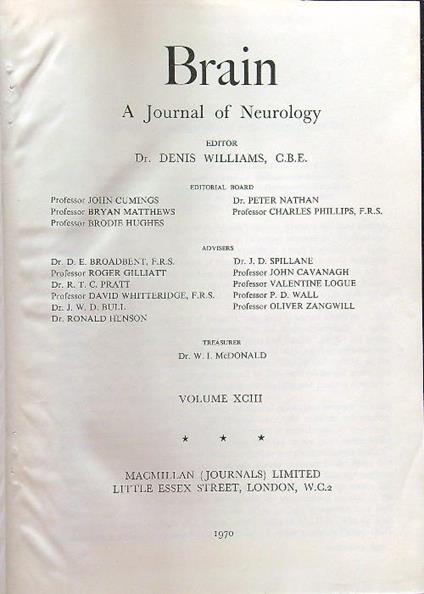 Brain
A Journal of Neurology
EDITOR
Dr. DENIS WILLIAMS, C.B.E.
EDITORIAL BOARD
Professor JOHN CUMINGS
Professor BRYAN MATTHEWS
Professor BRODIE HUGHES
Dr. PETER NATHAN
Professor CHARLES PHILLIPS, F.R.S.
ADVISERS
Dr. D. E. BROADBENT, F.R.S.
Professor ROGER GILLIATT
Dr. R. T. C. PRATT
Professor DAVID WHITTERIDGE, F.R.S.
Dr. J. W. D. BULL
Dr. RONALD HENSON
Dr. J. D. SPILLANE
Professor JOHN CAVANAGH
Professor VALENTINE LOGUE
Professor P. D. WALL
Professor OLIVER ZANGWILL
TREASURER
Dr. W. I. McDONALD
VOLUME XCIII
★ ★ ★
MACMILLAN (JOURNALS) LIMITED
LITTLE ESSEX STREET, LONDON, W.C.2
1970